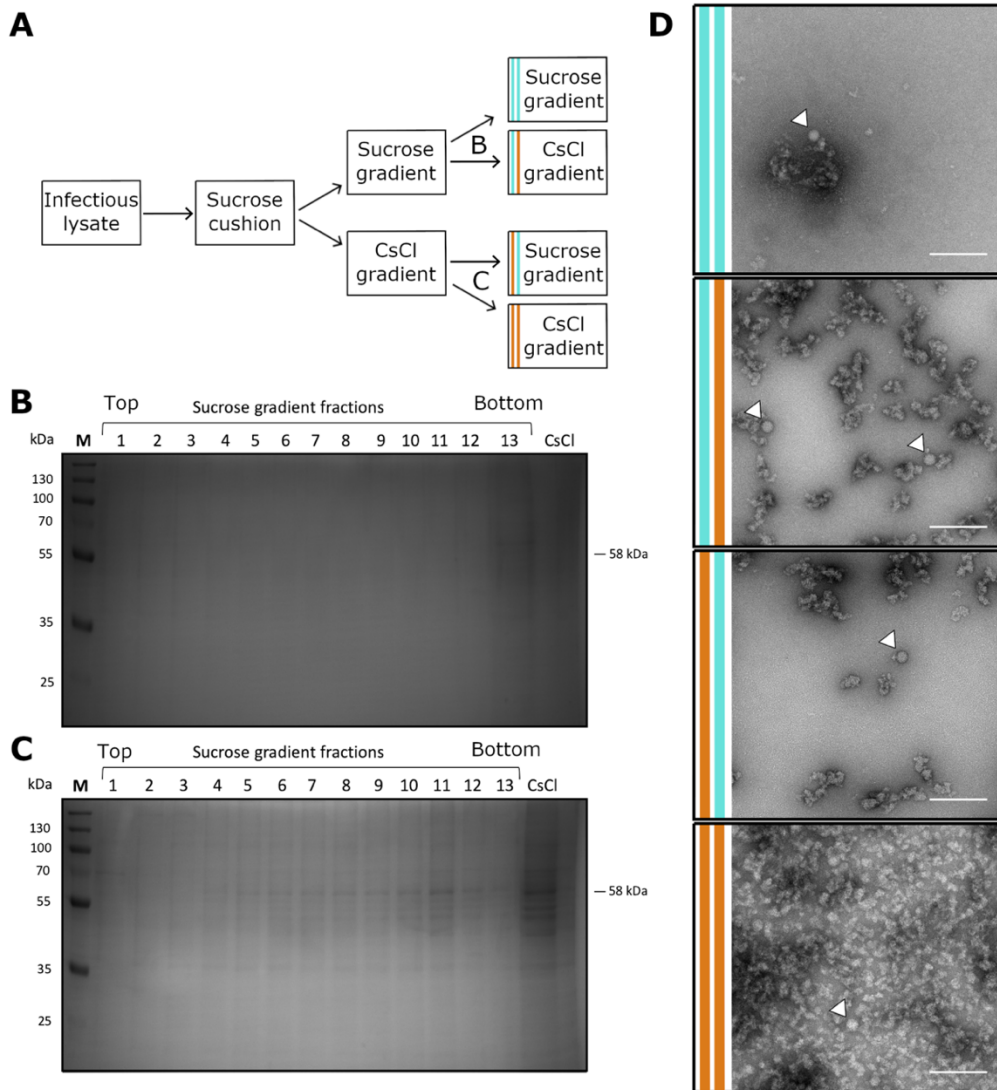 A
Infectious
lysate
Sucrose
cushion
Sucrose
gradient
CsCl
gradient
B
C
Sucrose
gradient
CsCl
gradient
Sucrose
gradient
CsCl
gradient
B
Top Sucrose gradient fractions Bottom
kDa M 1 2 3 4 5 6 7 8 9 10 11 12 13 CsCl
130
100
70
55 — 58 kDa
35
25
C
Top Sucrose gradient fractions Bottom
kDa M 1 2 3 4 5 6 7 8 9 10 11 12 13 CsCl
130
100
70
55 — 58 kDa
35
25
D